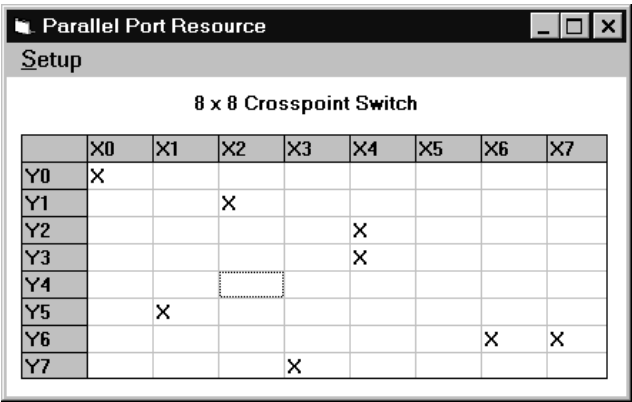 Parallel Port Resource
Setup
8 x 8 Crosspoint Switch
X0 X1 X2 X3 X4 X5 X6 X7
Y0 X
Y1 X
Y2 X
Y3 X
Y4
Y5 X
Y6 X X
Y7 X